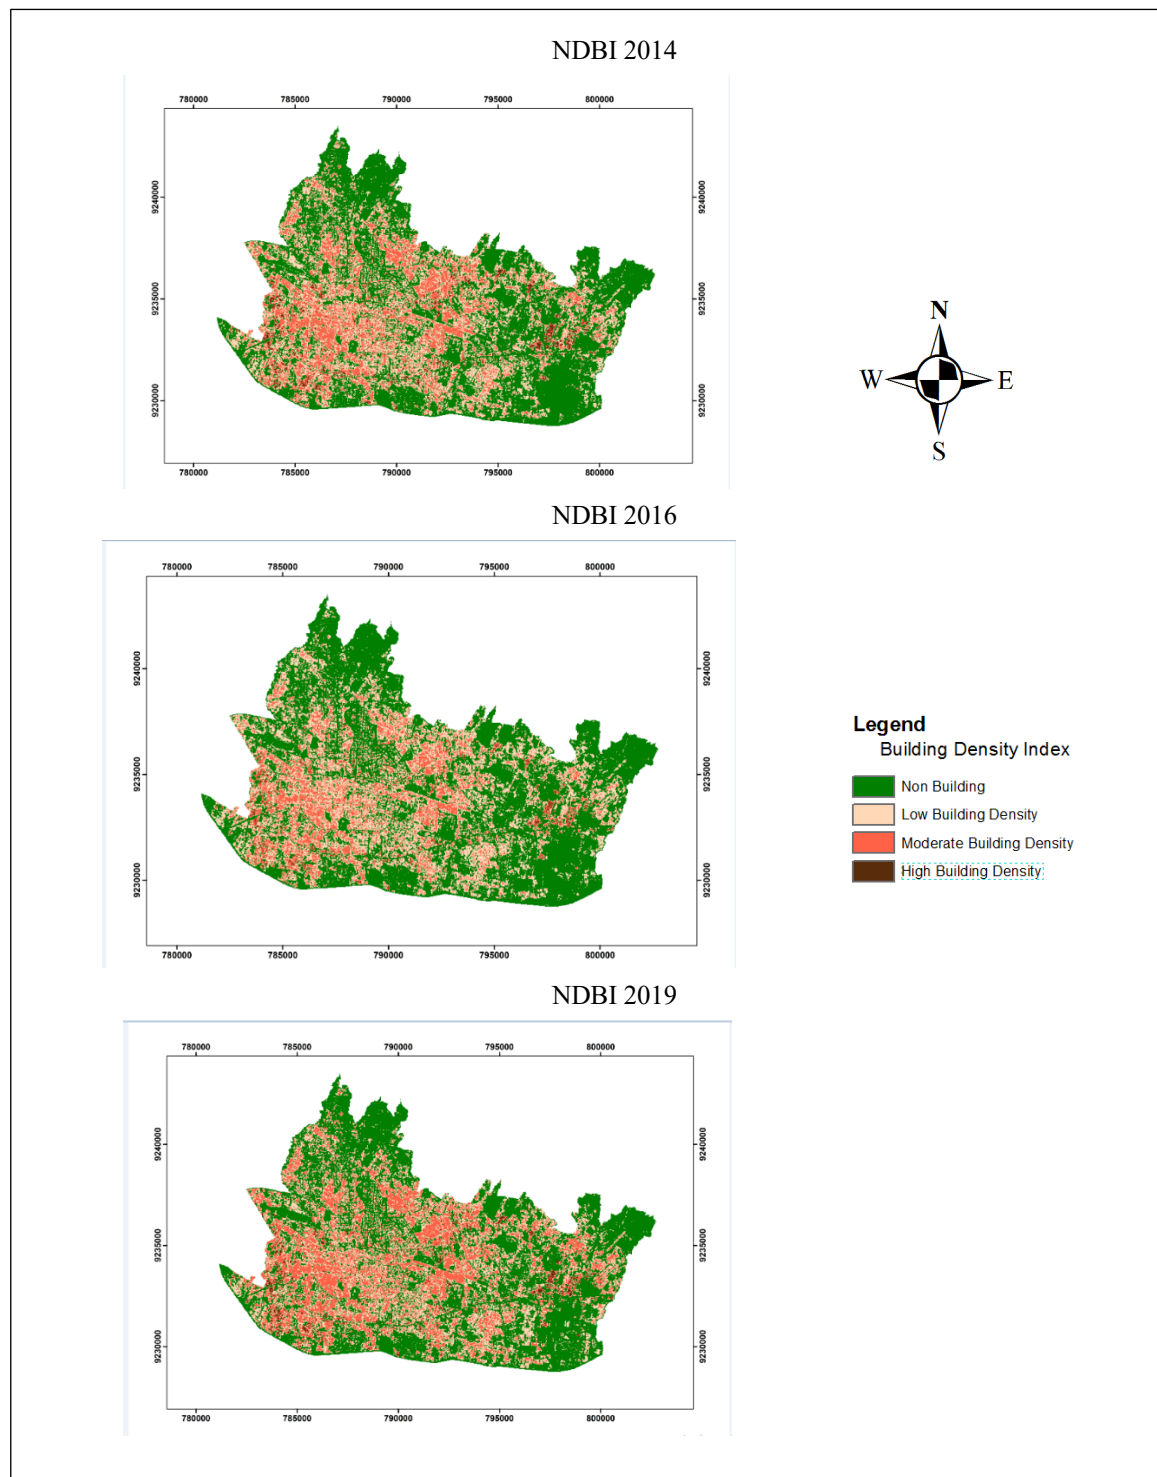 NDBI 2014
780000 785000 790000 795000 800000
9240000 9240000
9235000 9235000
9230000 9230000
780000 785000 790000 795000 800000
N
W E
S
NDBI 2016
780000 785000 790000 795000 800000
9240000 9240000
9235000 9235000
9230000 9230000
780000 785000 790000 795000 800000
Legend
Building Density Index
Non Building
Low Building Density
Moderate Building Density
High Building Density
NDBI 2019
780000 785000 790000 795000 800000
9240000 9240000
9235000 9235000
9230000 9230000
780000 785000 790000 795000 800000